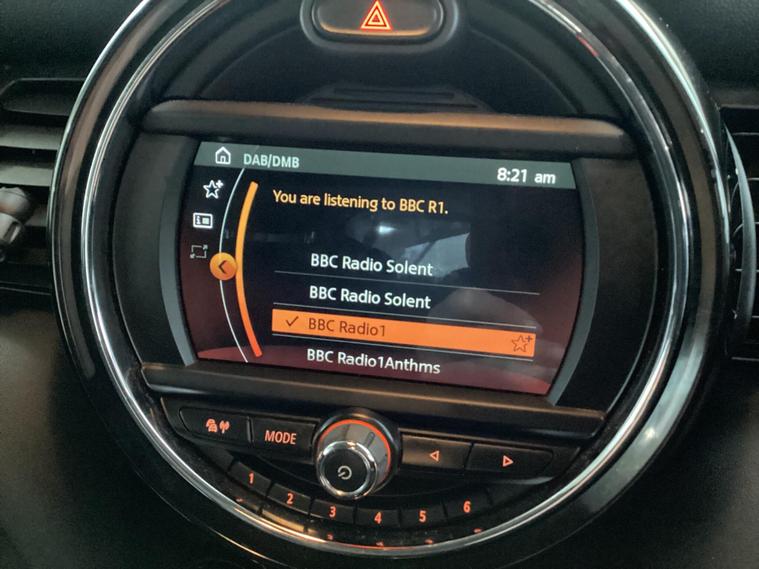 DAB/DMB
8:21 am
You are listening to BBC R1.
BBC Radio Solent
BBC Radio Solent
BBC Radio1
BBC Radio1Anthms
MODE
1
2
3
4
5
6